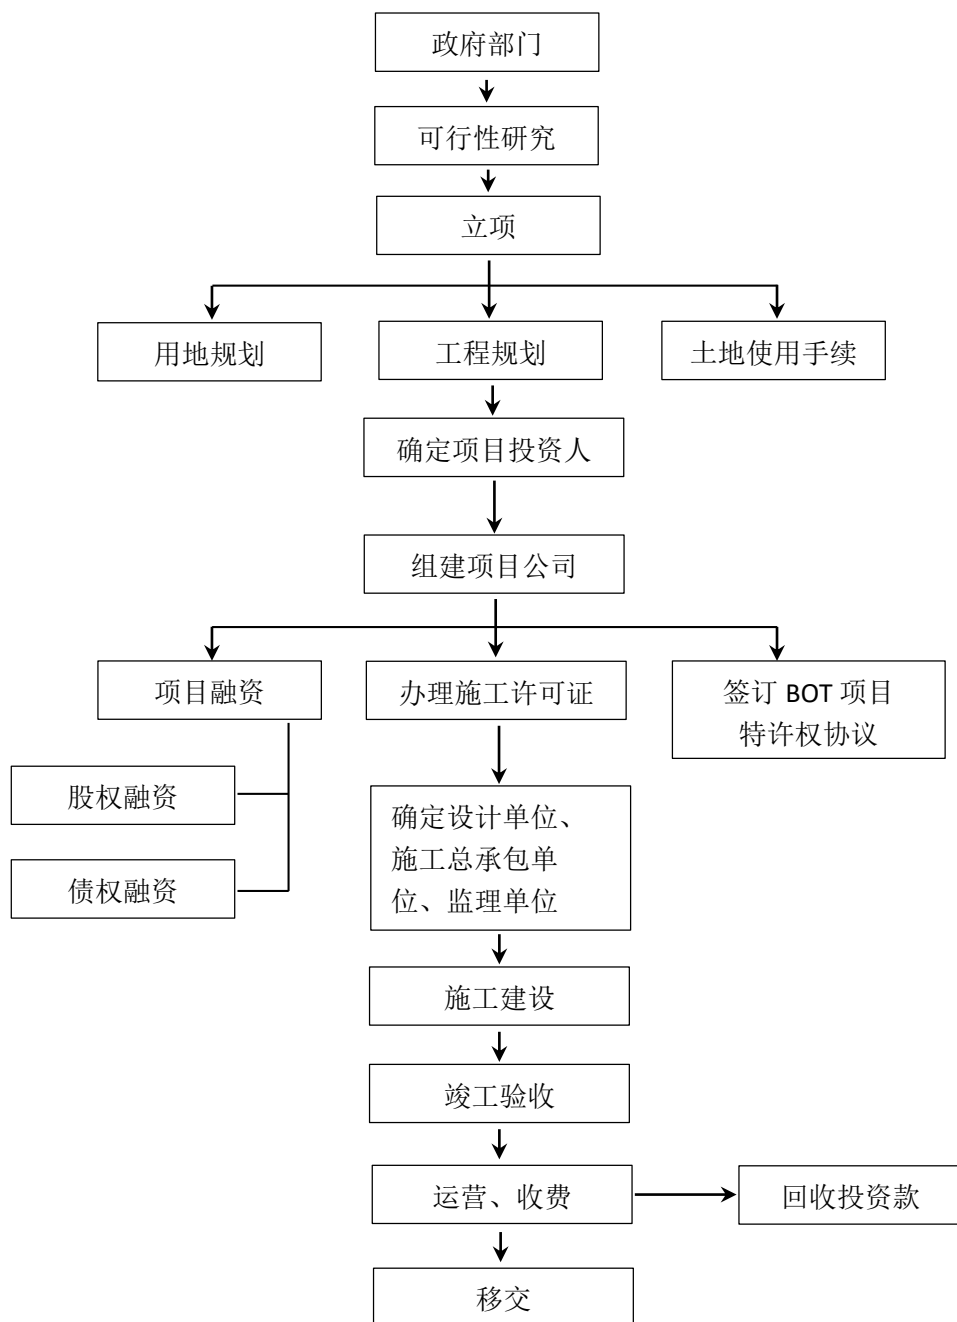 政府部门
可行性研究
立项
用地规划
工程规划
土地使用手续
确定项目投资人
组建项目公司
项目融资
办理施工许可证
签订 BOT 项目
特许权协议
股权融资
债权融资
确定设计单位、
施工总承包单
位、监理单位
施工建设
竣工验收
运营、收费
回收投资款
移交